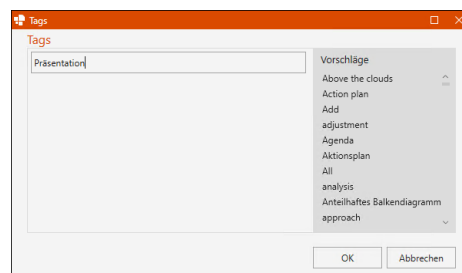 Tags
Tags
Präsentation
Vorschläge
Above the clouds
Action plan
Add
adjustment
Agenda
Aktionsplan
All
analysis
Anteilhaftes Balkendiagramm
approach
OK Abbrechen